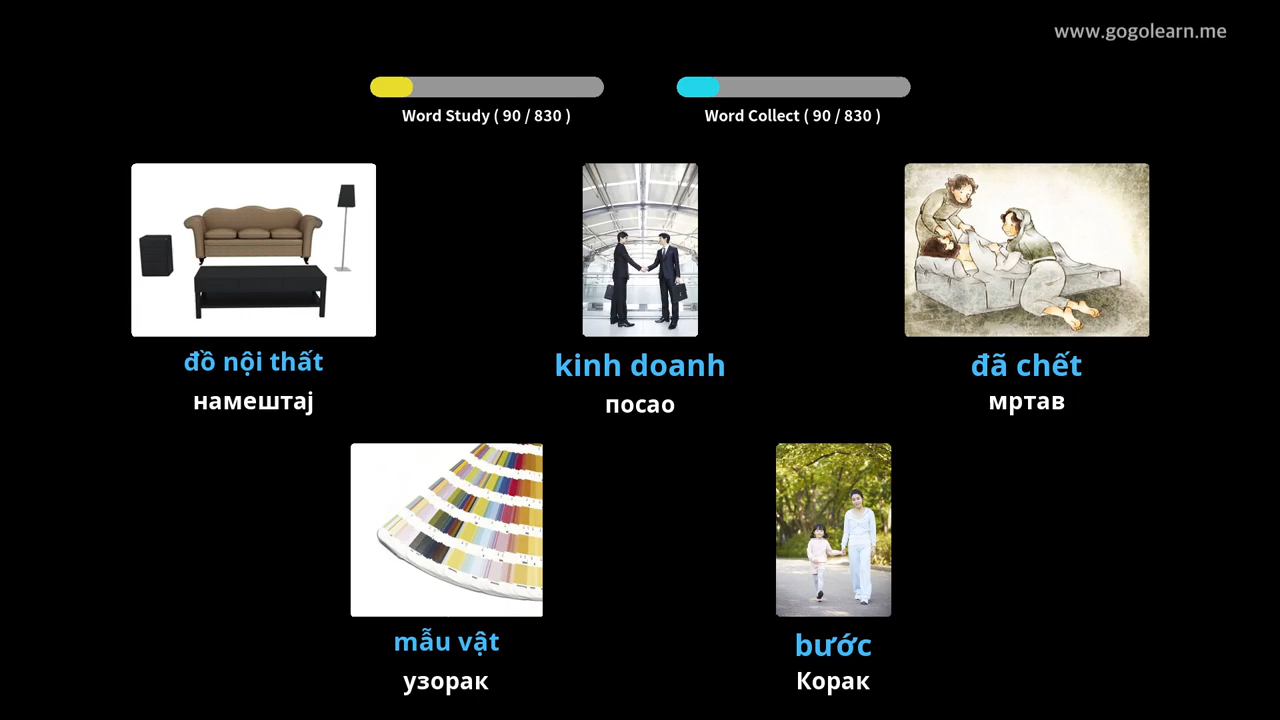 www.gogolearn.me
Word Study ( 90 / 830 )
Word Collect ( 90 / 830 )
đồ nội thất
намештај
kinh doanh
посао
đã chết
мртав
mẫu vật
узорак
bước
Корак